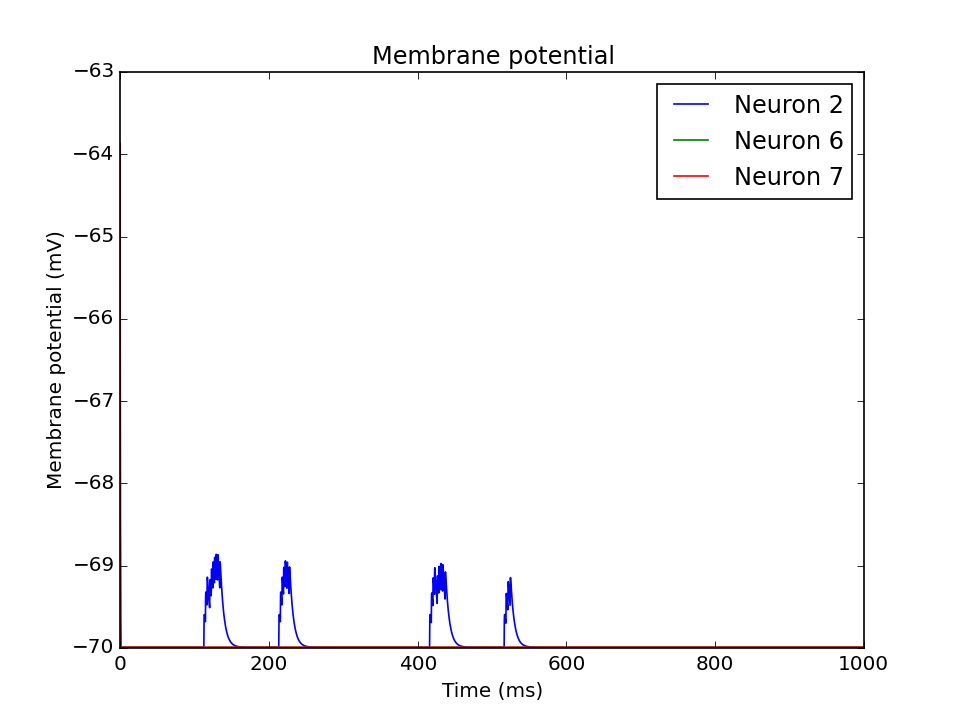 Membrane potential
−63
−64
−65
−66
−67
−68
−69
−70
Membrane potential (mV)
Neuron 2
Neuron 6
Neuron 7
0 200 400 600 800 1000
Time (ms)